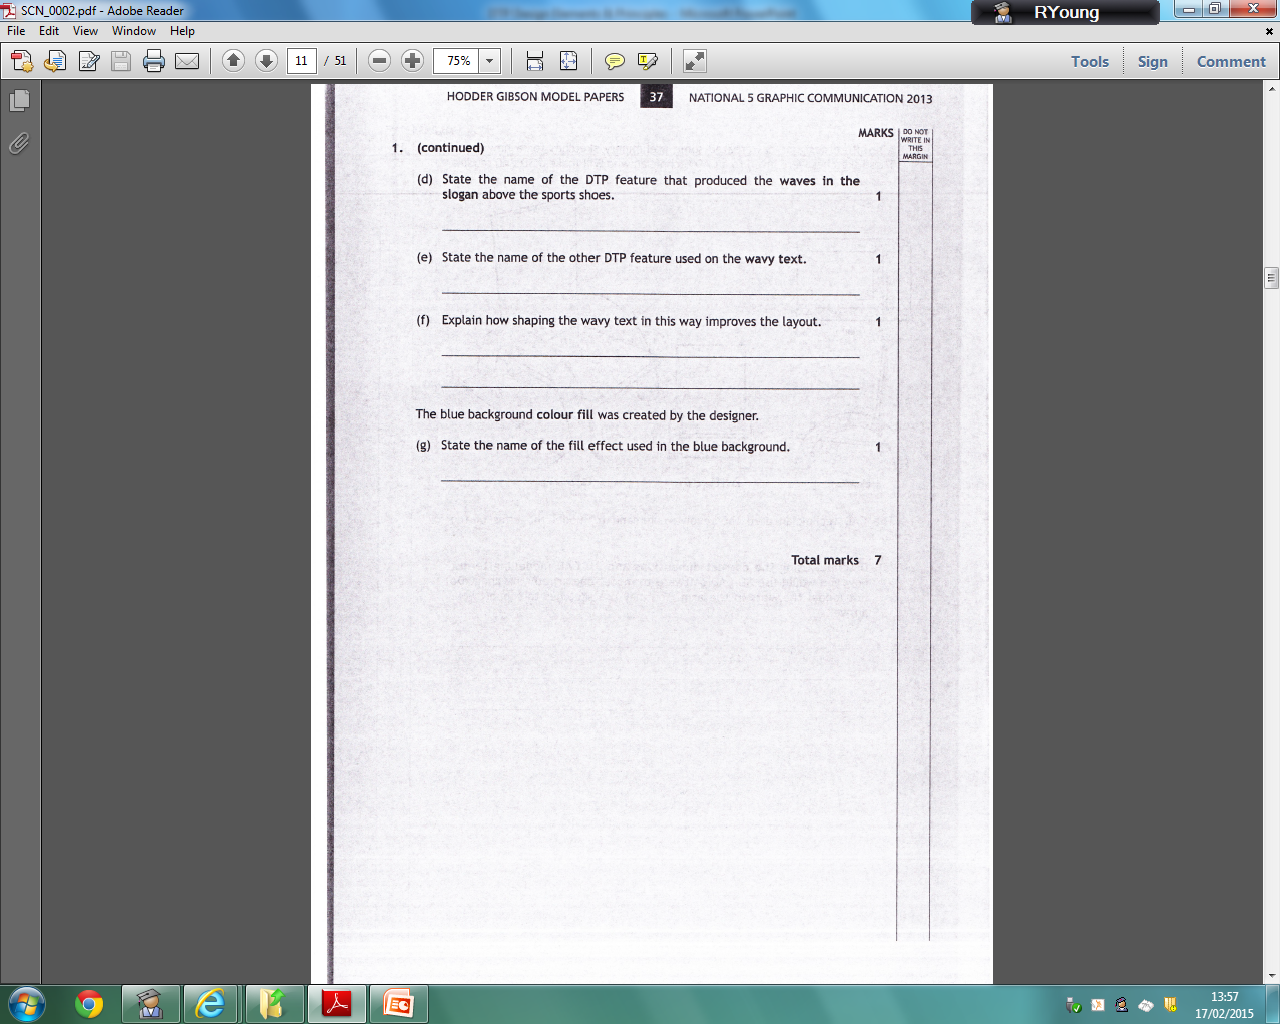 SCN_0002.pdf - Adobe Reader
RYoung
File Edit View Window Help
11 / 51 75% Tools Sign Comment
HODDER GIBSON MODEL PAPERS 37 NATIONAL 5 GRAPHIC COMMUNICATION 2013
MARKS
DO NOT
WRITE IN
THIS
MARGIN
1. (continued)
(d) State the name of the DTP feature that produced the waves in the
slogan above the sports shoes. 1
(e) State the name of the other DTP feature used on the wavy text. 1
(f) Explain how shaping the wavy text in this way improves the layout. 1
The blue background colour fill was created by the designer.
(g) State the name of the fill effect used in the blue background. 1
Total marks 7
13:57
17/02/2015